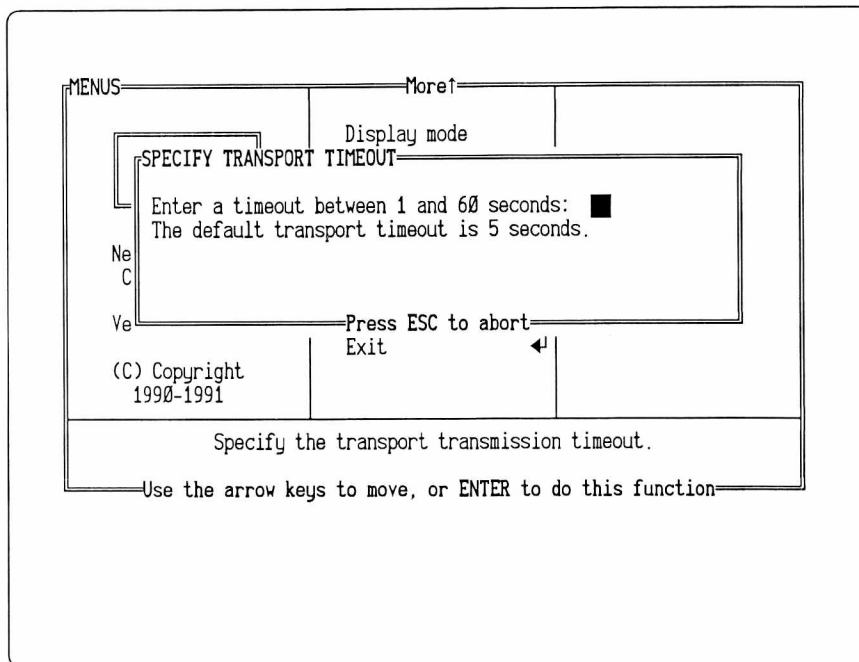 MENUS
More↑
Display mode
SPECIFY TRANSPORT TIMEOUT
Enter a timeout between 1 and 60 seconds:
The default transport timeout is 5 seconds.
Ne
C
Ve
Press ESC to abort
Exit
(C) Copyright
1990-1991
Specify the transport transmission timeout.
Use the arrow keys to move, or ENTER to do this function